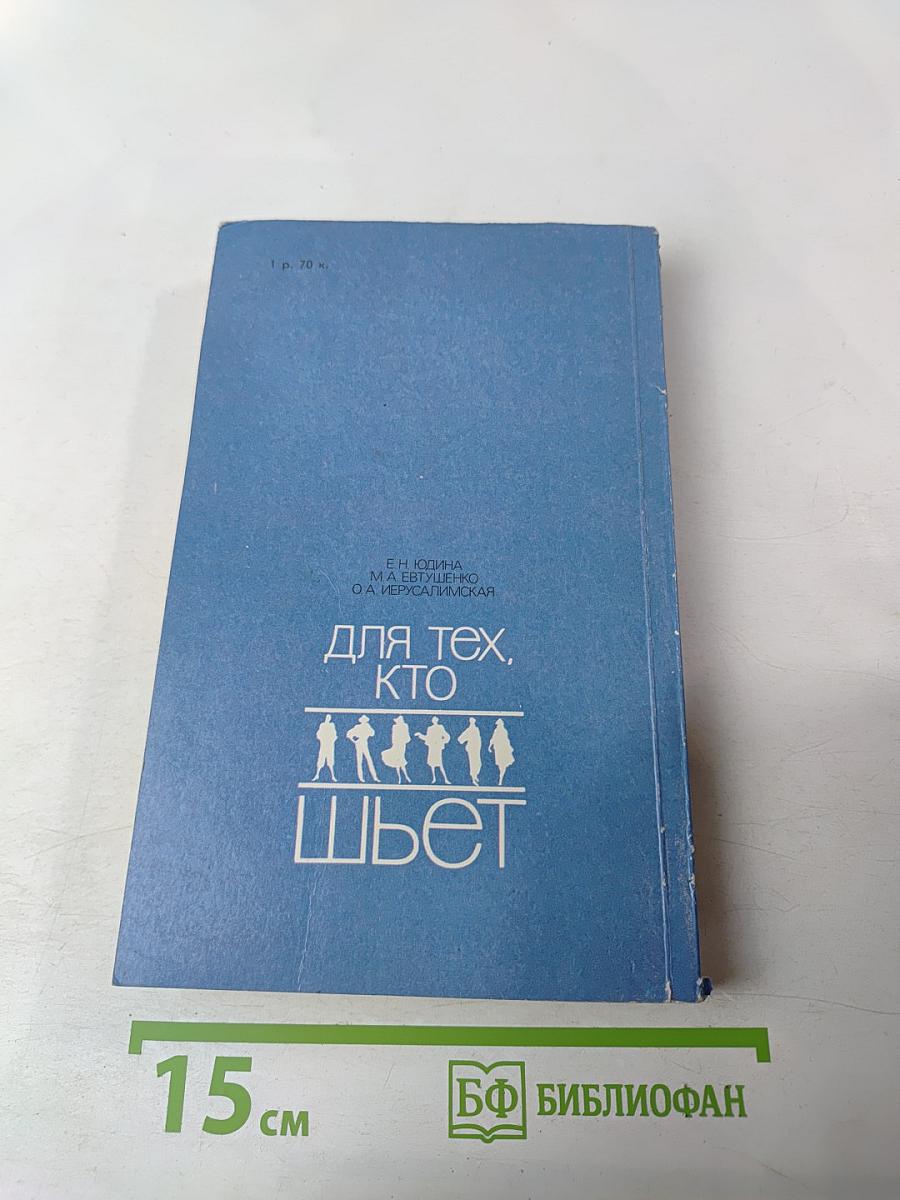 1 р. 70 к.
Е. Н. ЮДИНА
М. А. ЕВТУШЕНКО
О. А. ИЕРУСАЛИМСКАЯ
для тех,
кто
шьет
15 см
БФ БИБЛИОФАН